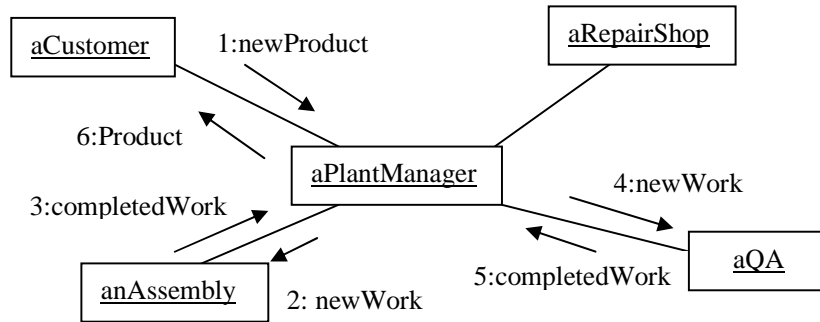 aCustomer
1:newProduct
aRepairShop
6:Product
aPlantManager
4:newWork
3:completedWork
aQA
5:completedWork
anAssembly
2: newWork